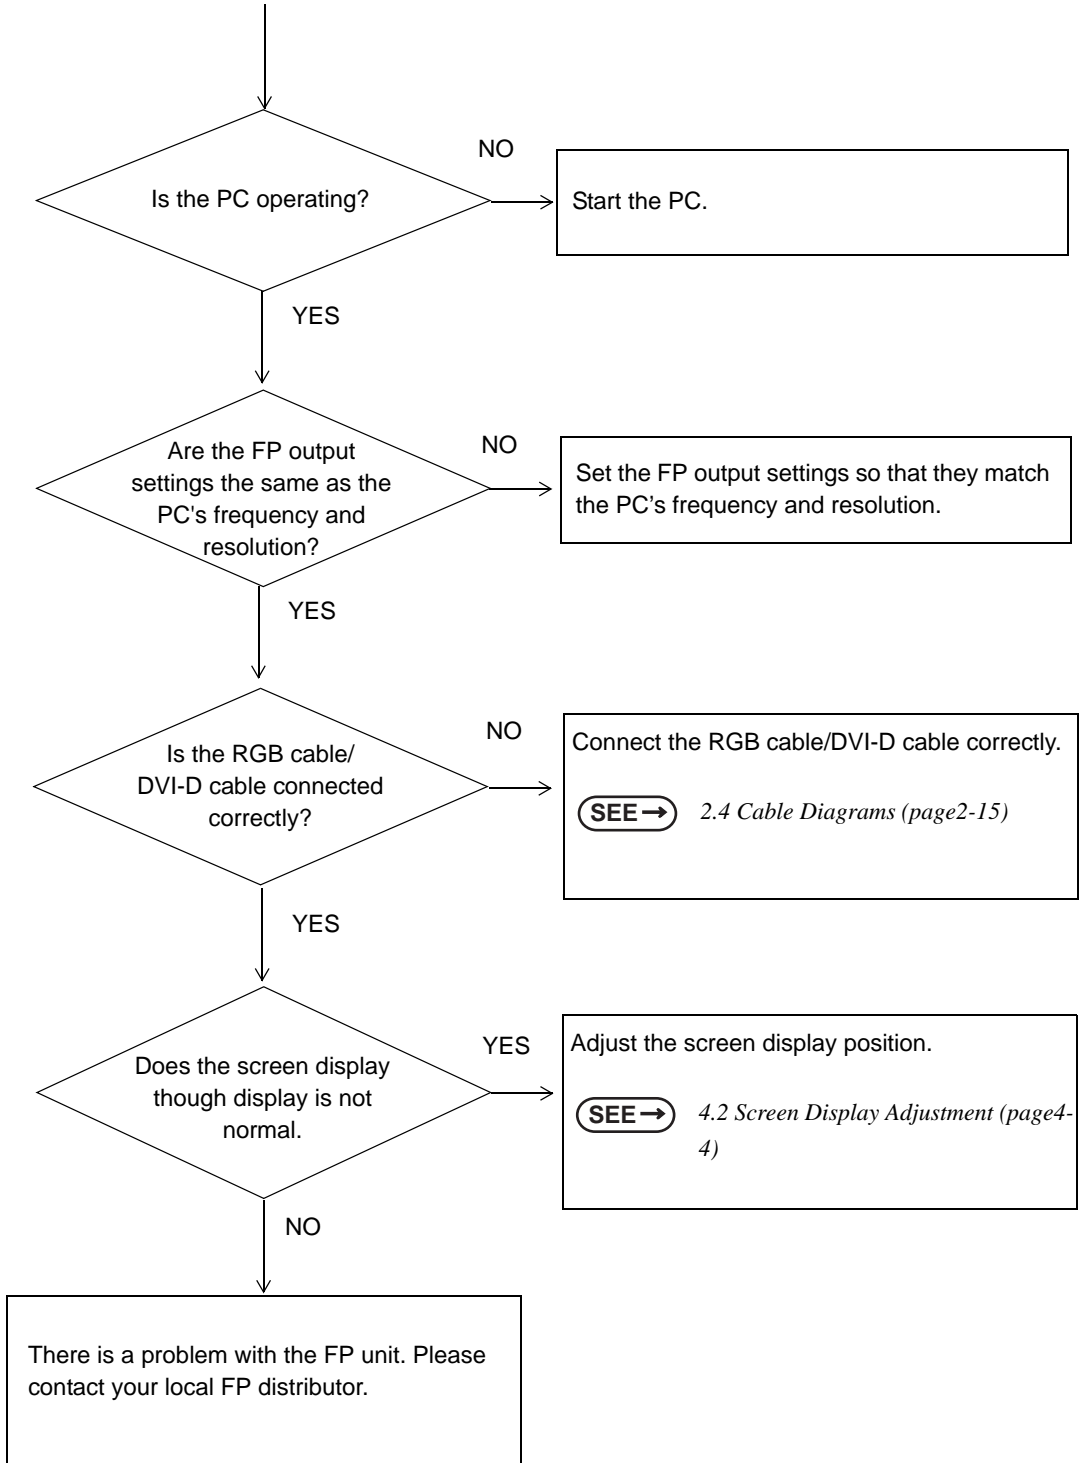 NO
Is the PC operating?
Start the PC.
YES
NO
Are the FP output
settings the same as the
PC's frequency and
resolution?
Set the FP output settings so that they match
the PC’s frequency and resolution.
YES
NO
Is the RGB cable/
DVI-D cable connected
correctly?
Connect the RGB cable/DVI-D cable correctly.
SEE→ 2.4 Cable Diagrams (page2-15)
YES
YES
Does the screen display
though display is not
normal.
Adjust the screen display position.
SEE→ 4.2 Screen Display Adjustment (page4-
4)
NO
There is a problem with the FP unit. Please
contact your local FP distributor.